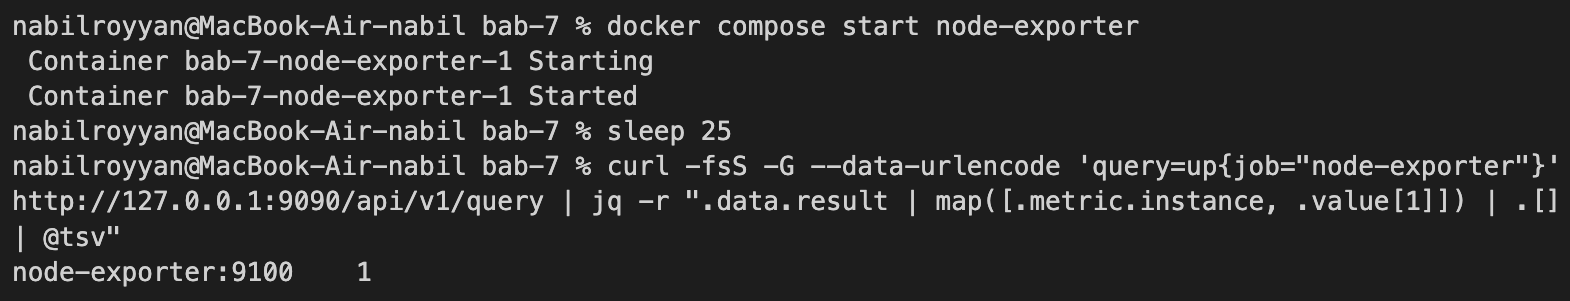 nabilroyyan@MacBook-Air-nabil bab-7 % docker compose start node-exporter
 Container bab-7-node-exporter-1 Starting
 Container bab-7-node-exporter-1 Started
nabilroyyan@MacBook-Air-nabil bab-7 % sleep 25
nabilroyyan@MacBook-Air-nabil bab-7 % curl -fsS -G --data-urlencode 'query=up{job="node-exporter"}'
http://127.0.0.1:9090/api/v1/query | jq -r ".data.result | map([.metric.instance, .value[1]]) | .[]
| @tsv"
node-exporter:9100    1